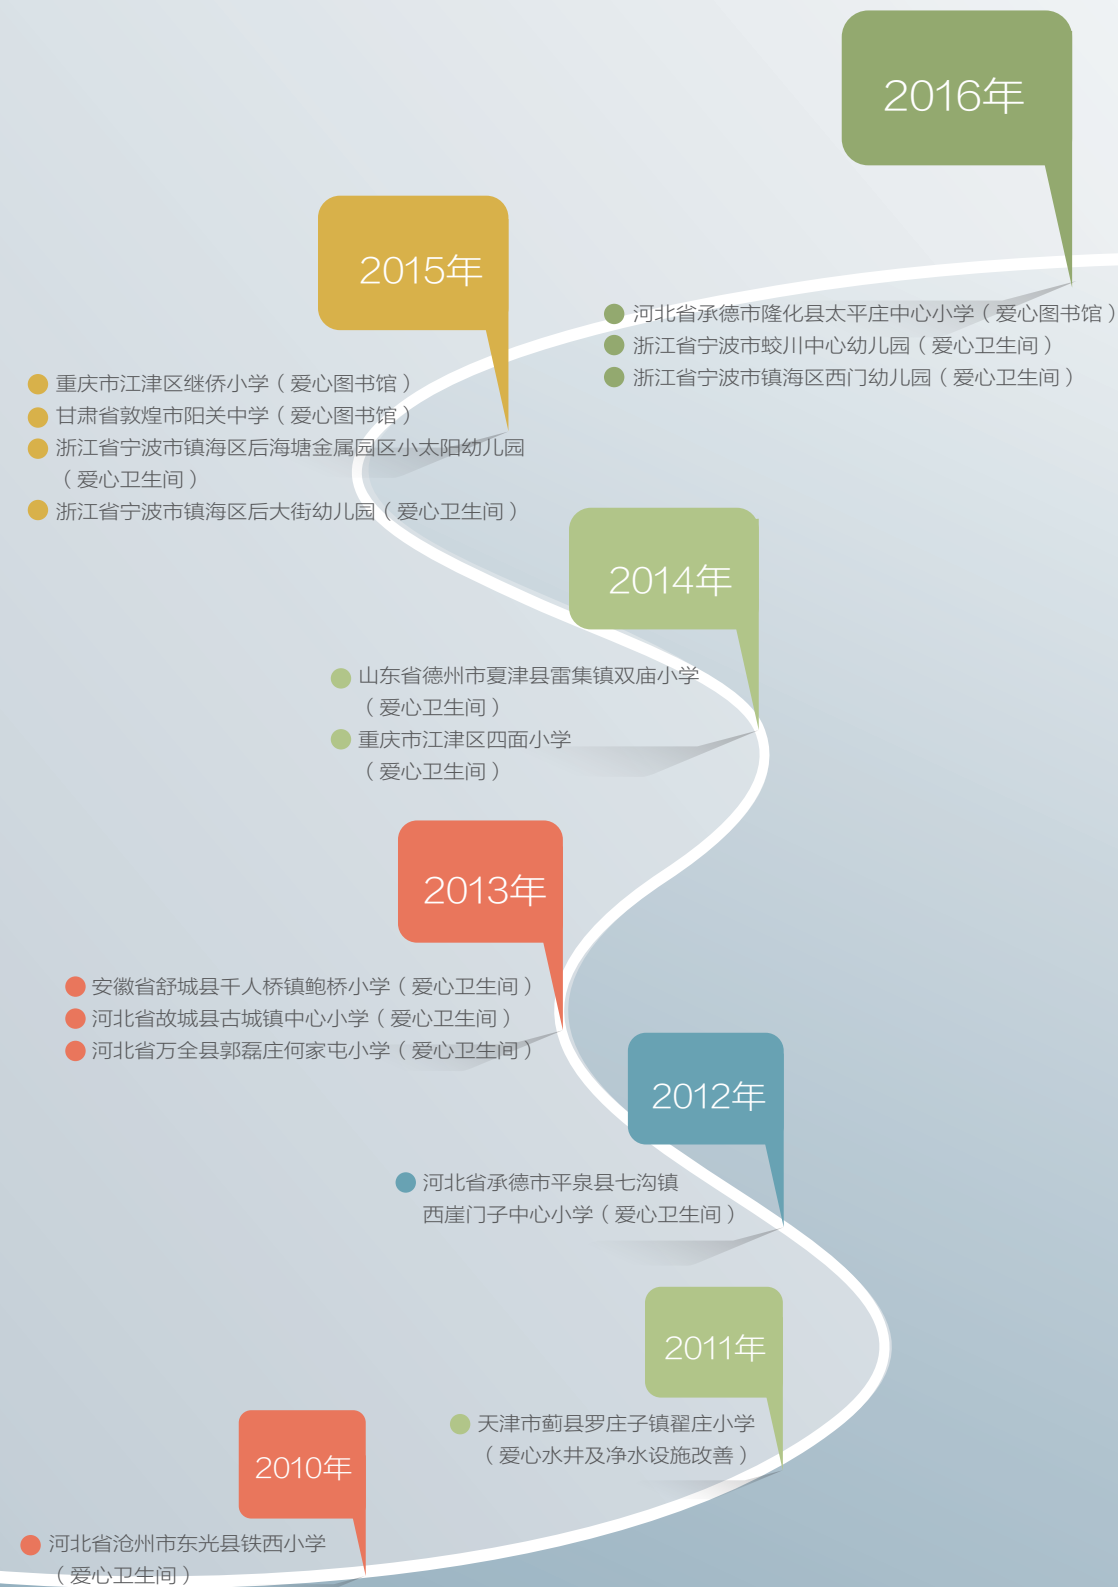 2016年
河北省承德市隆化县太平庄中心小学（爱心图书馆）
浙江省宁波市蛟川中心幼儿园（爱心卫生间）
浙江省宁波市镇海区西门幼儿园（爱心卫生间）
2015年
重庆市江津区继侨小学（爱心图书馆）
甘肃省敦煌市阳关中学（爱心图书馆）
浙江省宁波市镇海区后海塘金属园区小太阳幼儿园
（爱心卫生间）
浙江省宁波市镇海区后大街幼儿园（爱心卫生间）
2014年
山东省德州市夏津县雷集镇双庙小学
（爱心卫生间）
重庆市江津区四面小学
（爱心卫生间）
2013年
安徽省舒城县千人桥镇鲍桥小学（爱心卫生间）
河北省故城县古城镇中心小学（爱心卫生间）
河北省万全县郭磊庄何家屯小学（爱心卫生间）
2012年
河北省承德市平泉县七沟镇
西崖门子中心小学（爱心卫生间）
2011年
天津市蓟县罗庄子镇翟庄小学
（爱心水井及净水设施改善）
2010年
河北省沧州市东光县铁西小学
（爱心卫生间）